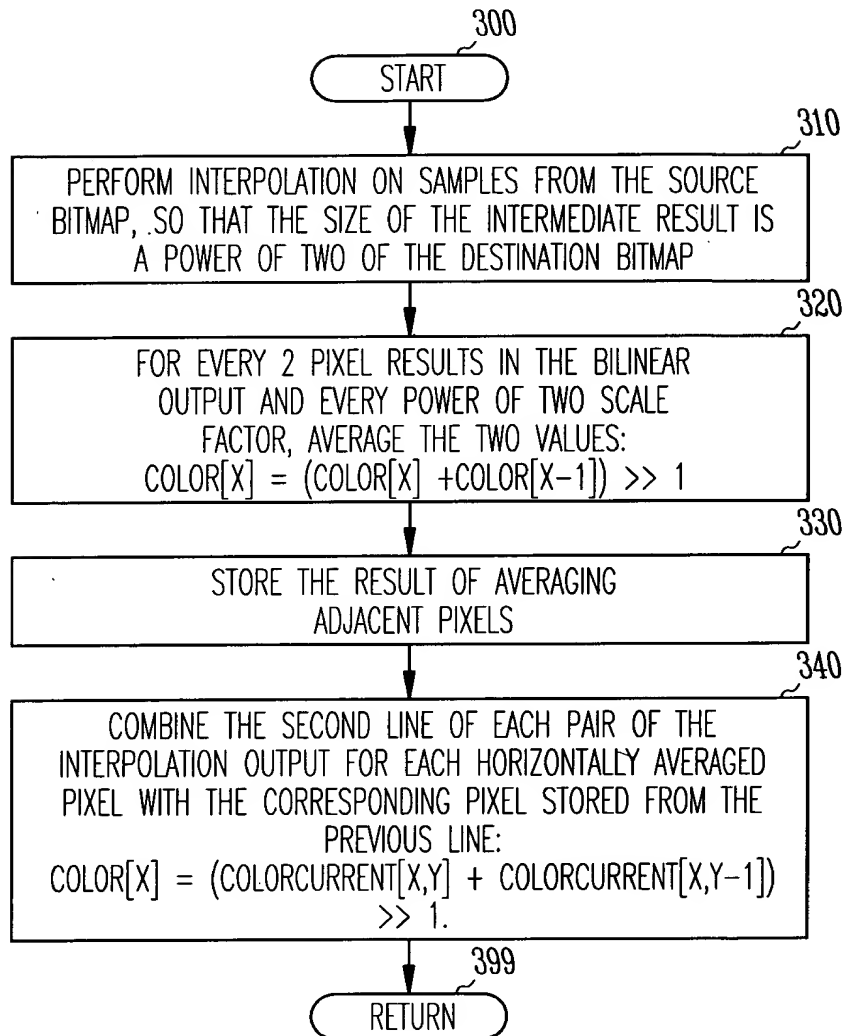 300
START
310
PERFORM INTERPOLATION ON SAMPLES FROM THE SOURCE
BITMAP, SO THAT THE SIZE OF THE INTERMEDIATE RESULT IS
A POWER OF TWO OF THE DESTINATION BITMAP
320
FOR EVERY 2 PIXEL RESULTS IN THE BILINEAR
OUTPUT AND EVERY POWER OF TWO SCALE
FACTOR, AVERAGE THE TWO VALUES:
COLOR[X] = (COLOR[X] +COLOR[X-1]) >> 1
330
STORE THE RESULT OF AVERAGING
ADJACENT PIXELS
340
COMBINE THE SECOND LINE OF EACH PAIR OF THE
INTERPOLATION OUTPUT FOR EACH HORIZONTALLY AVERAGED
PIXEL WITH THE CORRESPONDING PIXEL STORED FROM THE
PREVIOUS LINE:
COLOR[X] = (COLORCURRENT[X,Y] + COLORCURRENT[X,Y-1])
>> 1.
399
RETURN